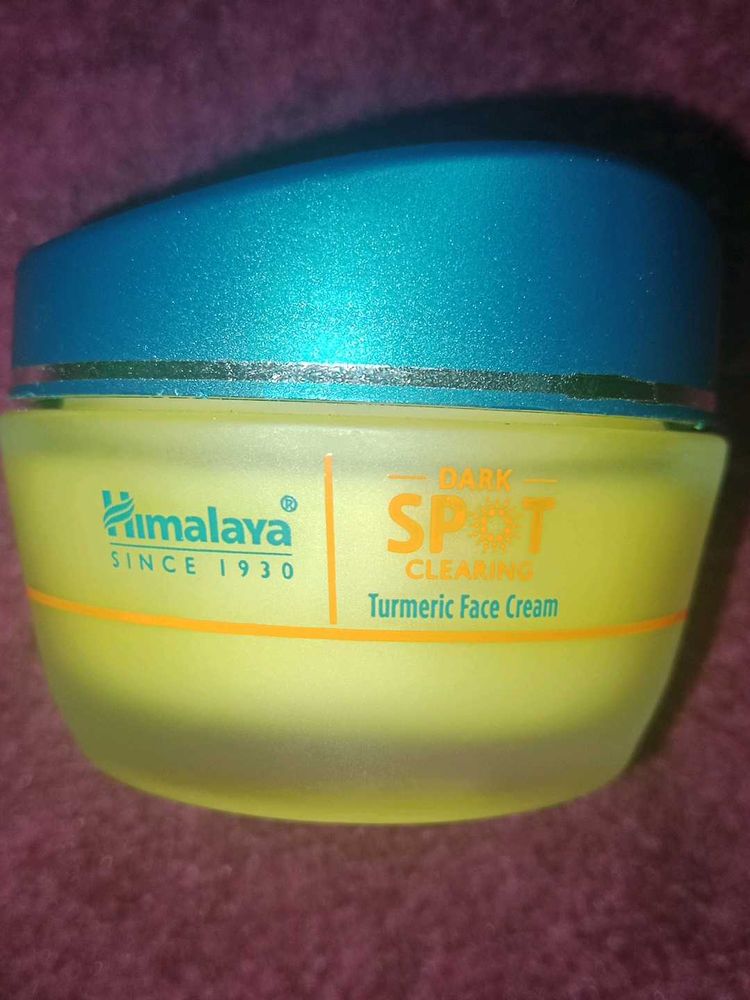 Himalaya®
SINCE 1930
DARK
SPOT
CLEARING
Turmeric Face Cream